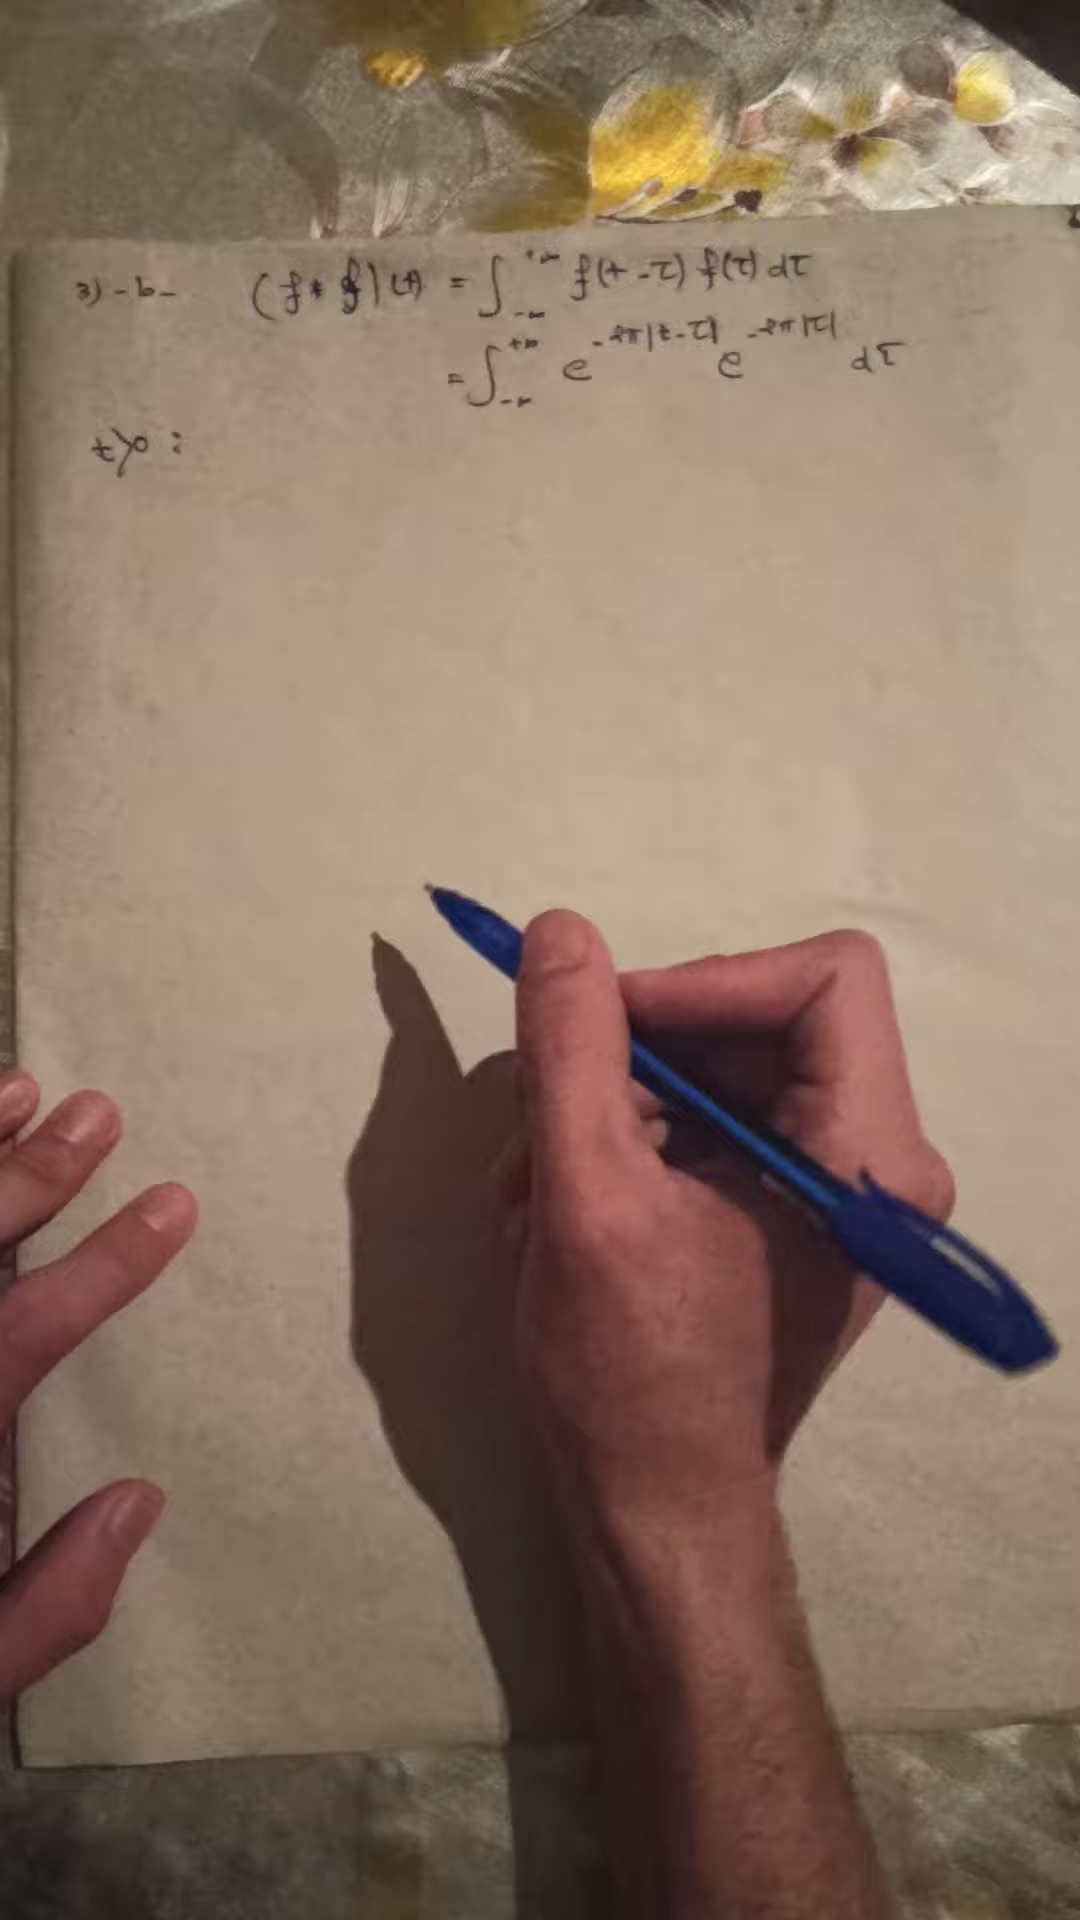 3) -b- (f * f)(t) = ∫_{-∞}^{+∞} f(t-τ) f(τ) dτ
= ∫_{-∞}^{+∞} e^{-2π|t-τ|} e^{-2π|τ|} dτ
t>0 :